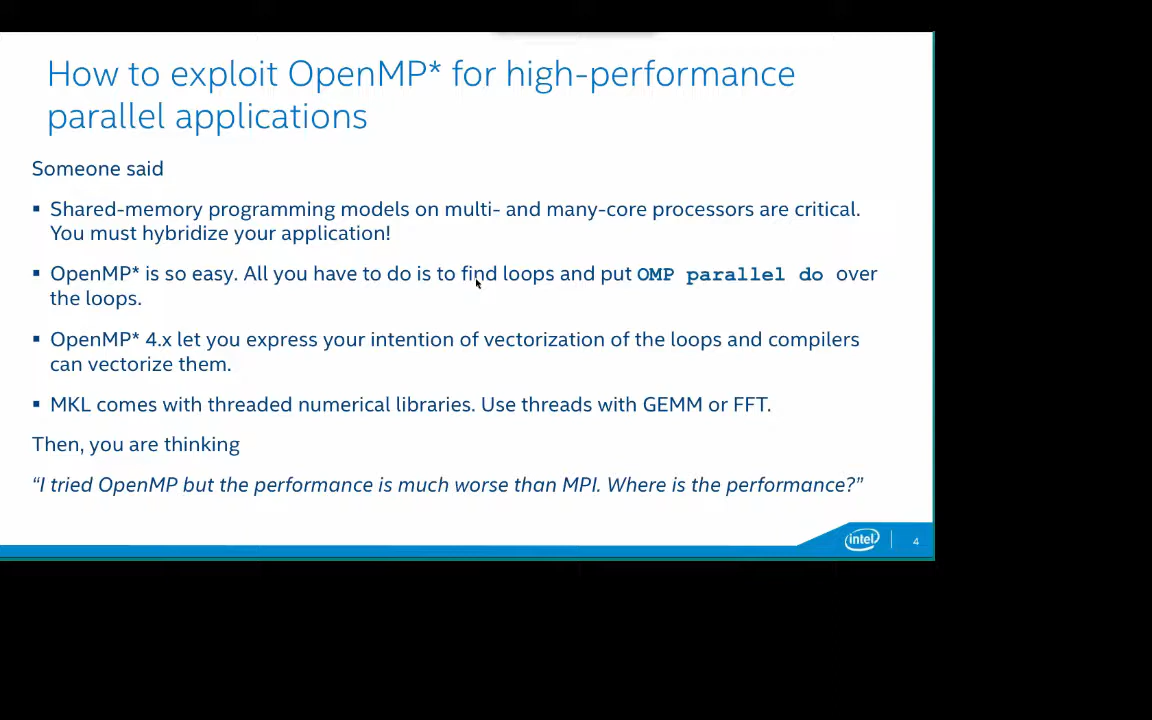 How to exploit OpenMP* for high-performance
parallel applications
Someone said
▪ Shared-memory programming models on multi- and many-core processors are critical.
You must hybridize your application!
▪ OpenMP* is so easy. All you have to do is to find loops and put OMP parallel do over
the loops.
▪ OpenMP* 4.x let you express your intention of vectorization of the loops and compilers
can vectorize them.
▪ MKL comes with threaded numerical libraries. Use threads with GEMM or FFT.
Then, you are thinking
“I tried OpenMP but the performance is much worse than MPI. Where is the performance?”
intel 4